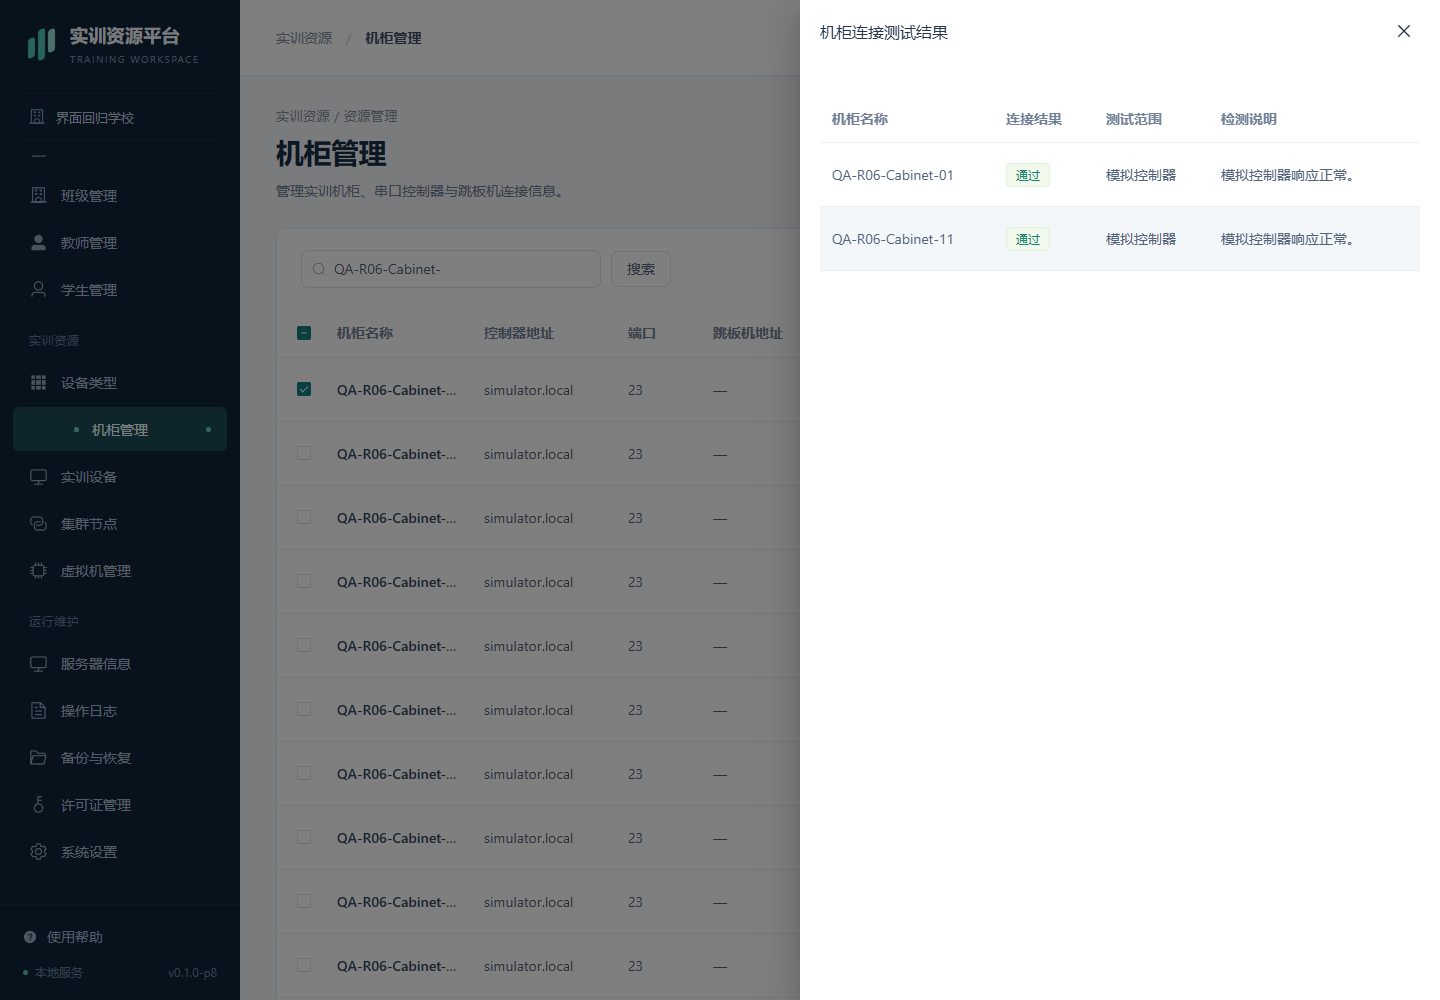 实训资源平台
TRAINING WORKSPACE
界面回归学校
班级管理
教师管理
学生管理
实训资源
设备类型
机柜管理
实训设备
集群节点
虚拟机管理
运行维护
服务器信息
操作日志
备份与恢复
许可证管理
系统设置
使用帮助
本地服务 v0.1.0-p8
实训资源 / 机柜管理
实训资源 / 资源管理
机柜管理
管理实训机柜、串口控制器与跳板机连接信息。
QA-R06-Cabinet- 搜索
机柜名称 控制器地址 端口 跳板机地址
QA-R06-Cabinet-... simulator.local 23 —
QA-R06-Cabinet-... simulator.local 23 —
QA-R06-Cabinet-... simulator.local 23 —
QA-R06-Cabinet-... simulator.local 23 —
QA-R06-Cabinet-... simulator.local 23 —
QA-R06-Cabinet-... simulator.local 23 —
QA-R06-Cabinet-... simulator.local 23 —
QA-R06-Cabinet-... simulator.local 23 —
QA-R06-Cabinet-... simulator.local 23 —
QA-R06-Cabinet-... simulator.local 23 —
机柜连接测试结果
机柜名称 连接结果 测试范围 检测说明
QA-R06-Cabinet-01 通过 模拟控制器 模拟控制器响应正常。
QA-R06-Cabinet-11 通过 模拟控制器 模拟控制器响应正常。